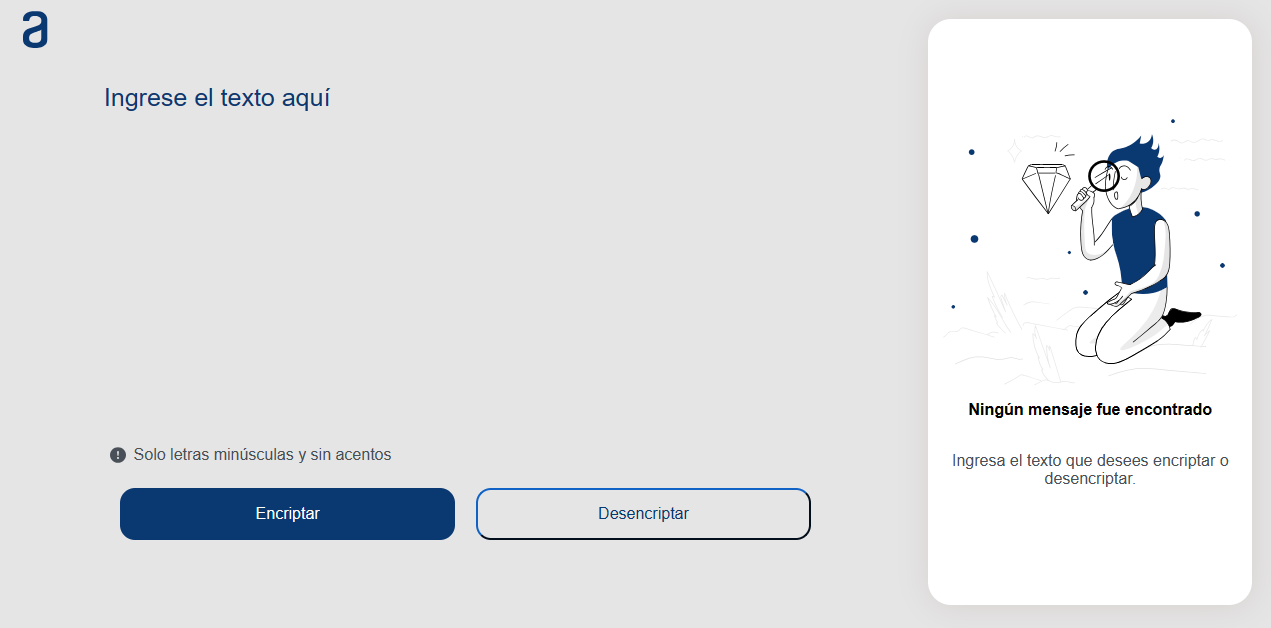 a
Ingrese el texto aquí
Solo letras minúsculas y sin acentos
Encriptar
Desencriptar
Ningún mensaje fue encontrado
Ingresa el texto que desees encriptar o
desencriptar.